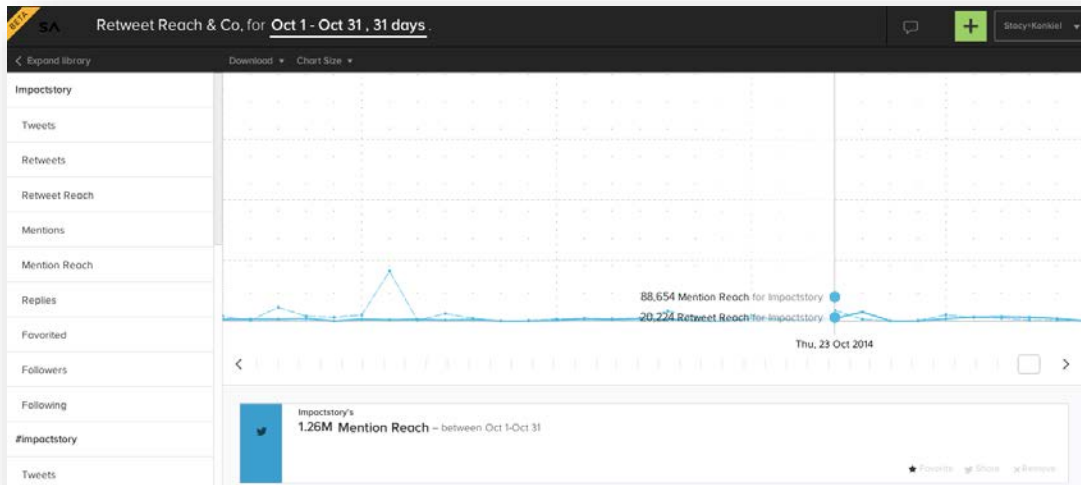 BETA
SA
Retweet Reach & Co, for Oct 1 - Oct 31, 31 days.
+
Stacy+Konkiel
< Expand library
Download
Chart Size
Impactstory
Tweets
Retweets
Retweet Reach
Mentions
Mention Reach
Replies
Favorited
Followers
Following
#impactstory
Tweets
88,654 Mention Reach for Impactstory
20,224 Retweet Reach for Impactstory
Thu, 23 Oct 2014
Impactstory's
1.26M Mention Reach – between Oct 1-Oct 31
Favorite Share Remove